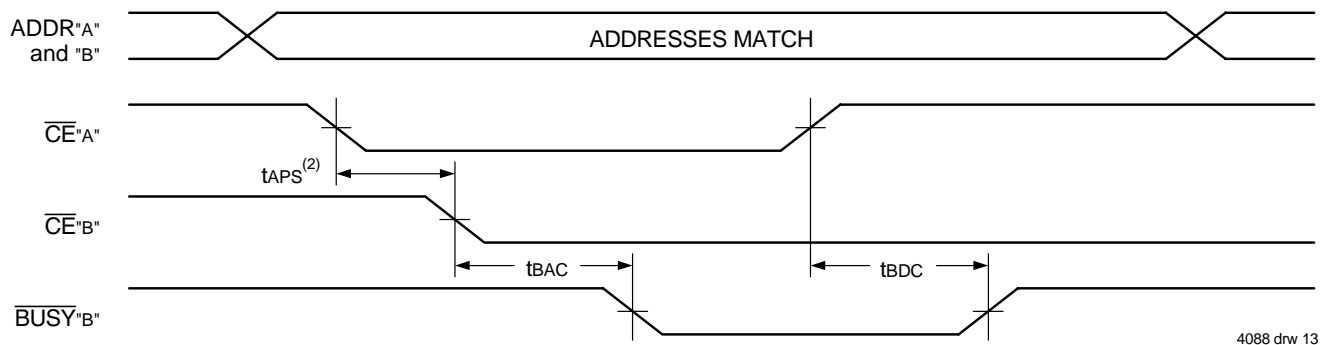 ADDR"A"
and "B"
ADDRESSES MATCH
CE"A"
tAPS(2)
CE"B"
tBAC
tBDC
BUSY"B"
4088 drw 13